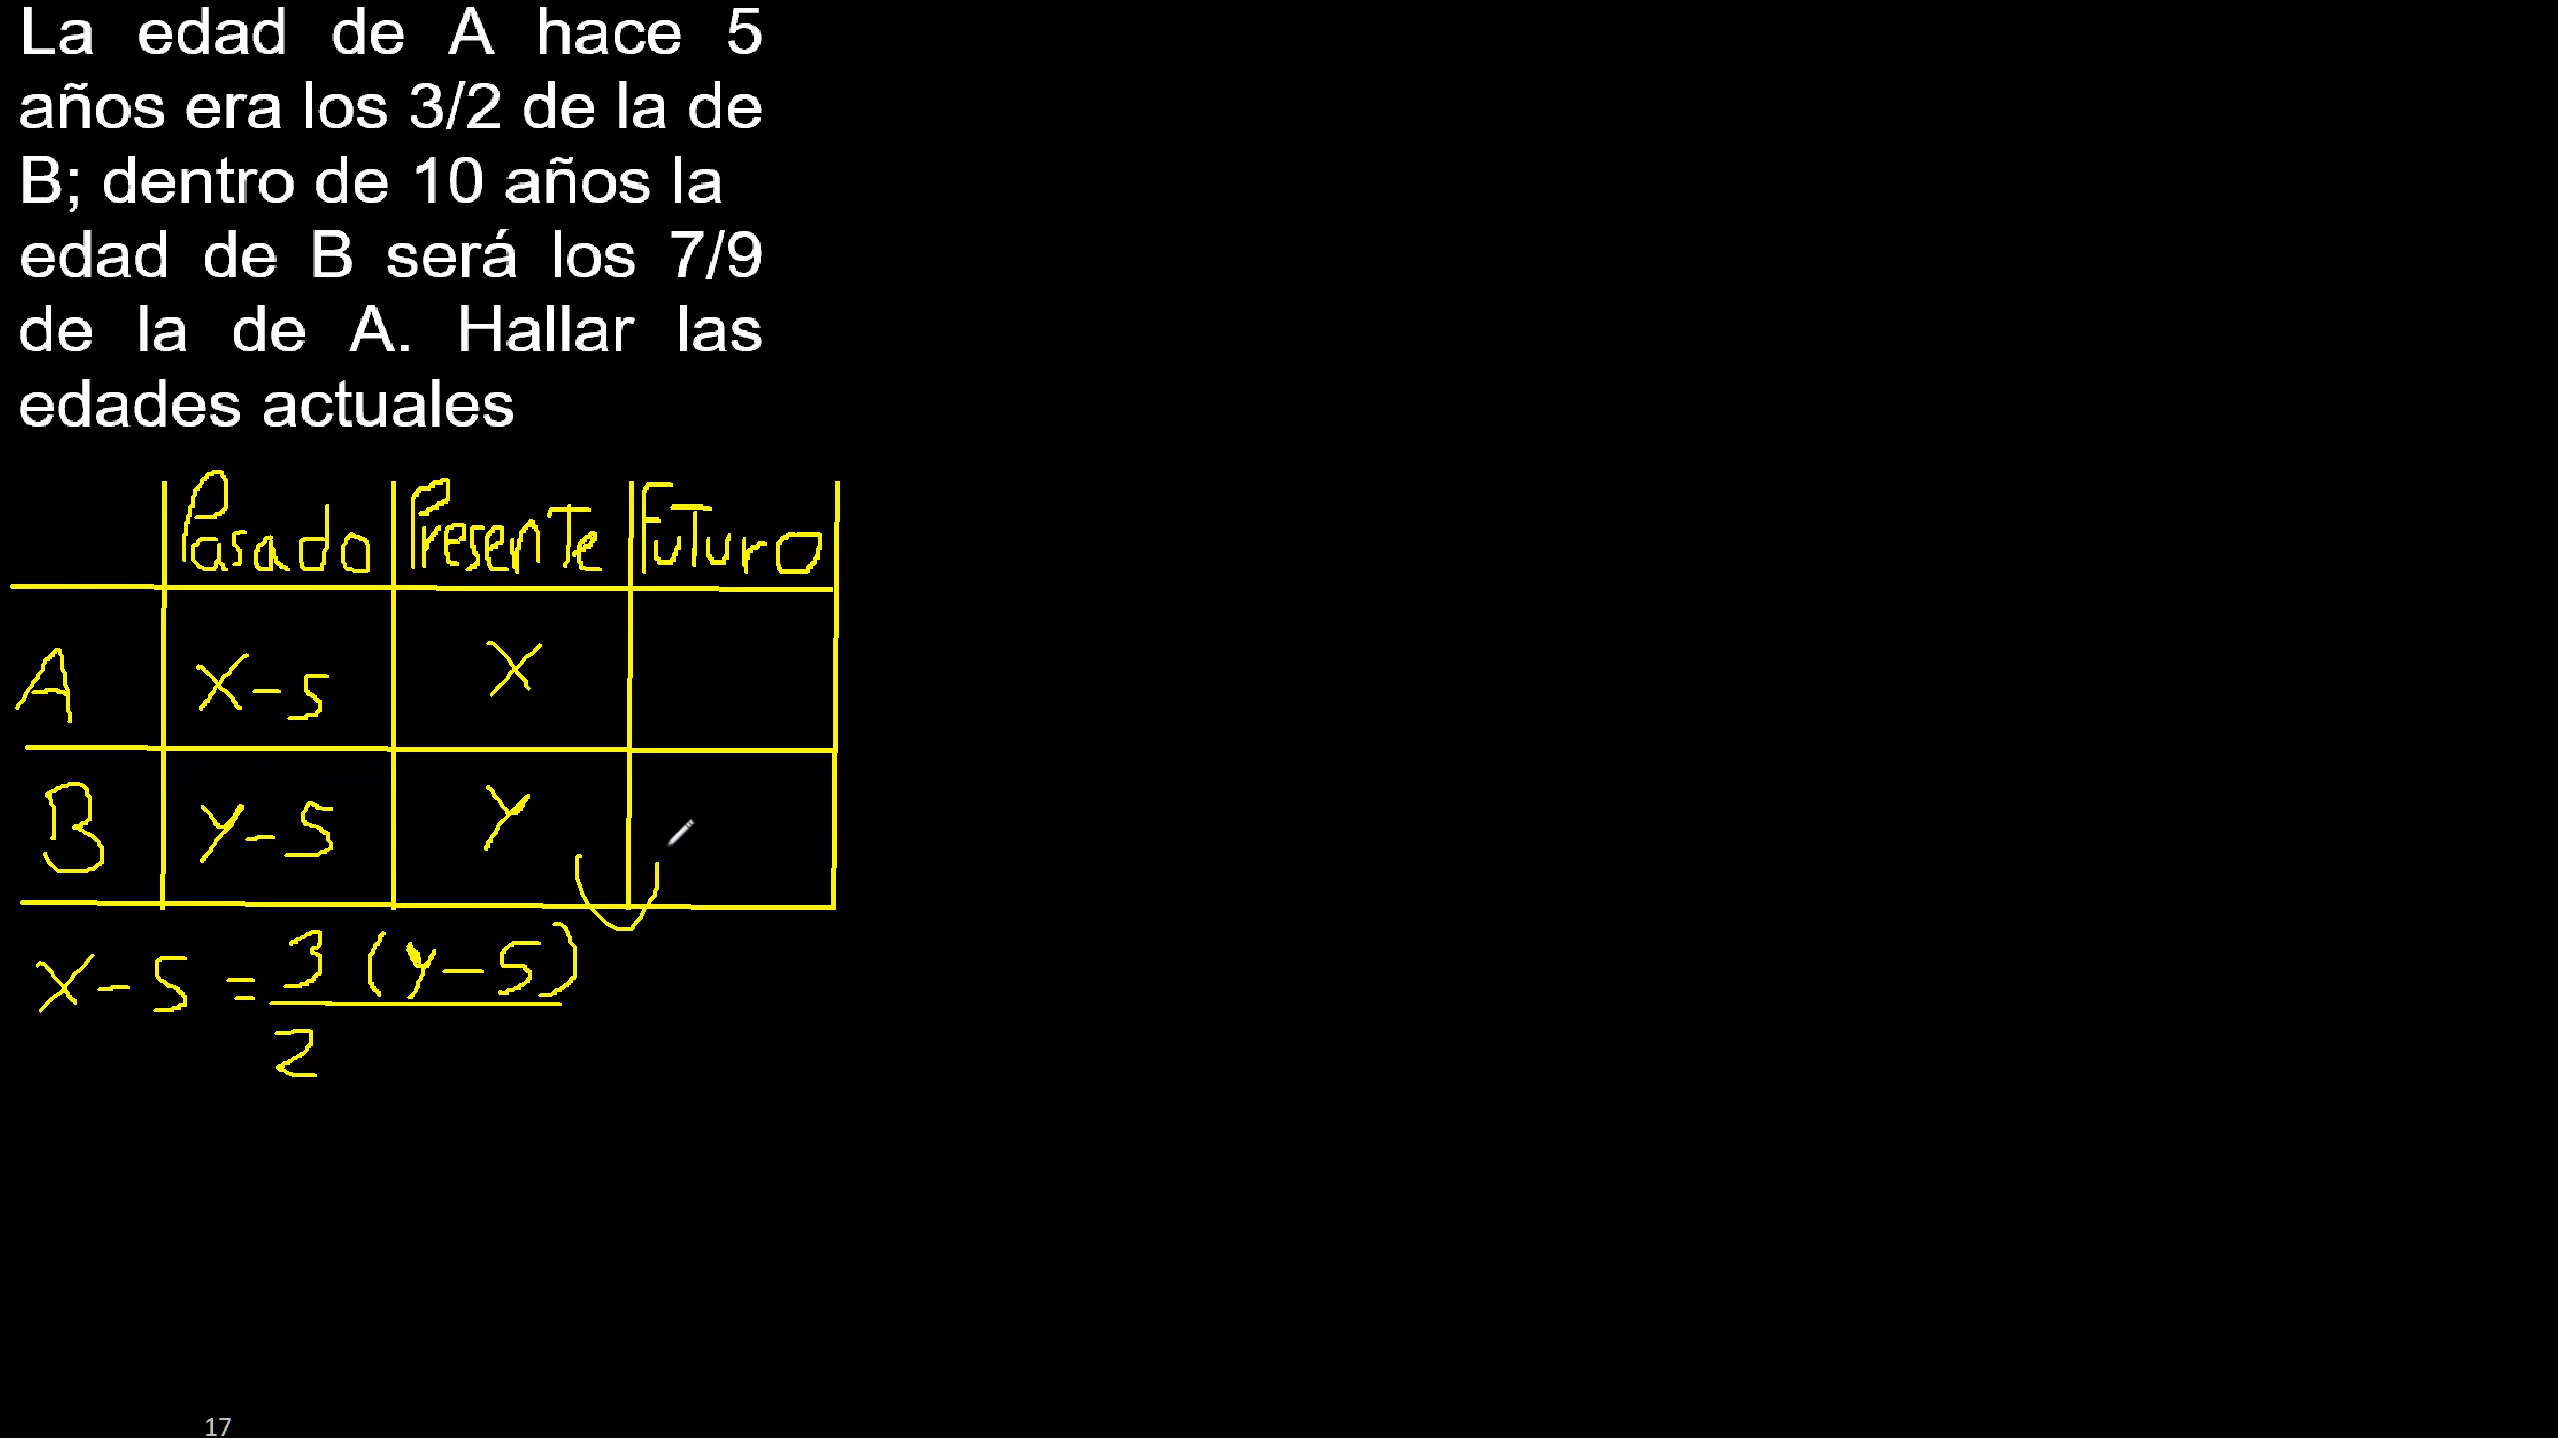 La edad de A hace 5
años era los 3/2 de la de
B; dentro de 10 años la
edad de B será los 7/9
de la de A. Hallar las
edades actuales
Pasado Presente Futuro
A x-5 x
B y-5 y
x-5 = 3 (y-5)
2
17